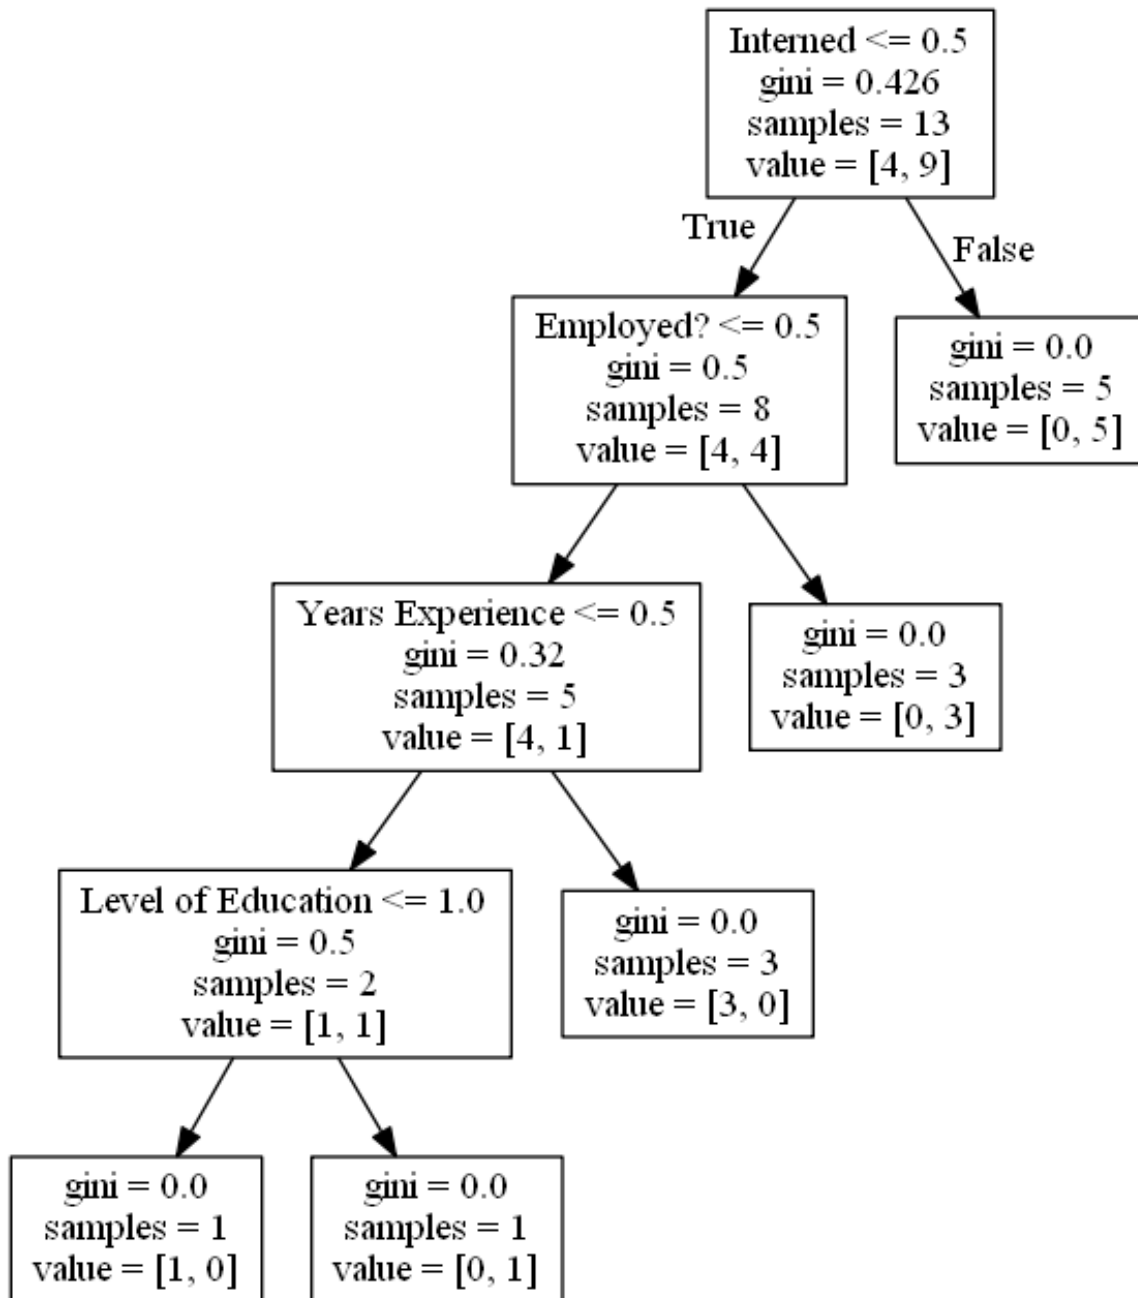 Interned <= 0.5
gini = 0.426
samples = 13
value = [4, 9]
True
False
Employed? <= 0.5
gini = 0.5
samples = 8
value = [4, 4]
gini = 0.0
samples = 5
value = [0, 5]
Years Experience <= 0.5
gini = 0.32
samples = 5
value = [4, 1]
gini = 0.0
samples = 3
value = [0, 3]
Level of Education <= 1.0
gini = 0.5
samples = 2
value = [1, 1]
gini = 0.0
samples = 3
value = [3, 0]
gini = 0.0
samples = 1
value = [1, 0]
gini = 0.0
samples = 1
value = [0, 1]